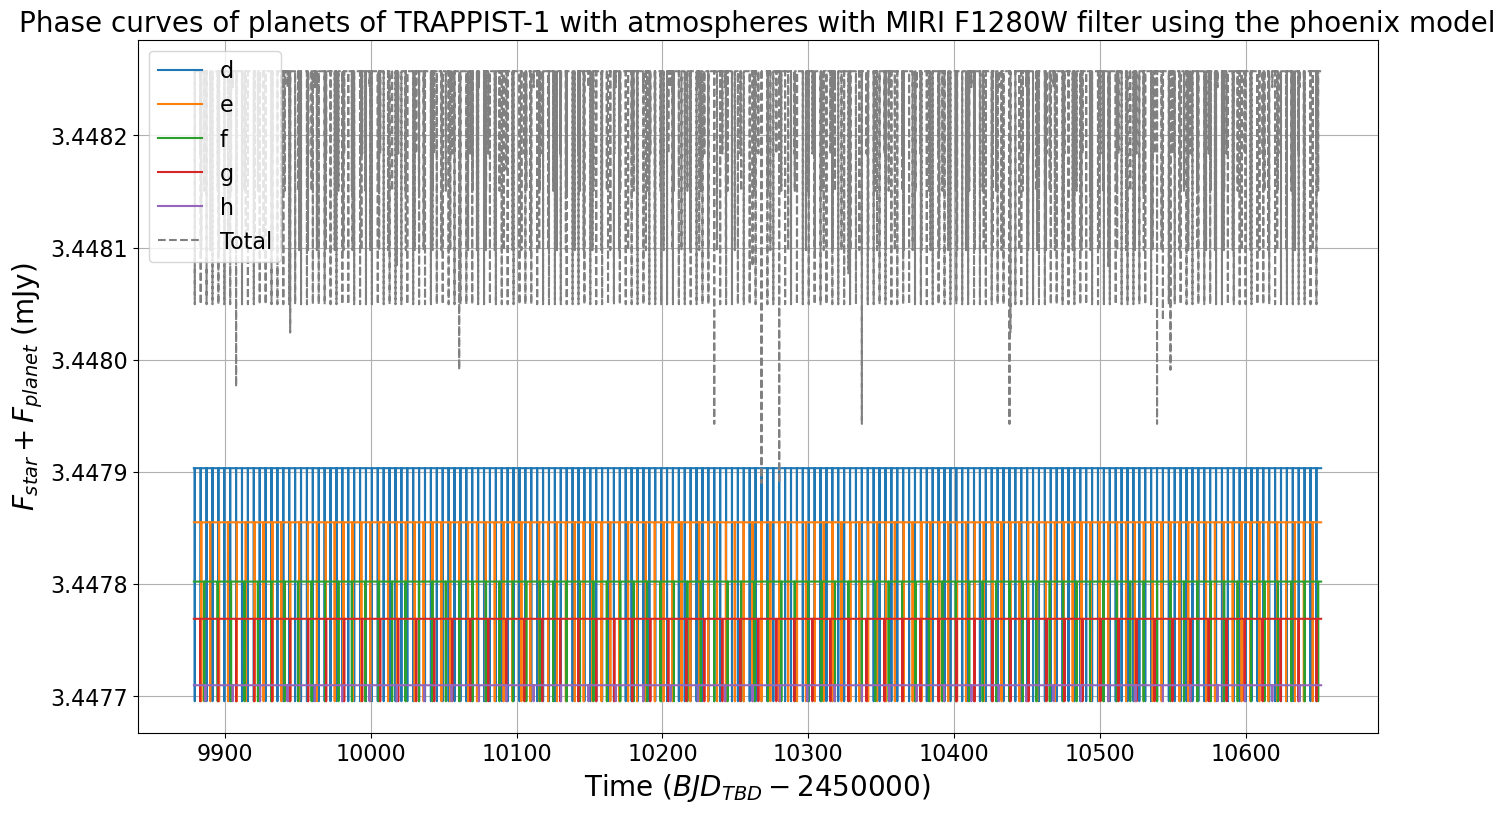 Phase curves of planets of TRAPPIST-1 with atmospheres with MIRI F1280W filter using the phoenix model
d
e
f
g
h
Total
3.4482
3.4481
3.4480
3.4479
3.4478
3.4477
F_star + F_planet (mJy)
9900 10000 10100 10200 10300 10400 10500 10600
Time (BJD_TBD − 2450000)